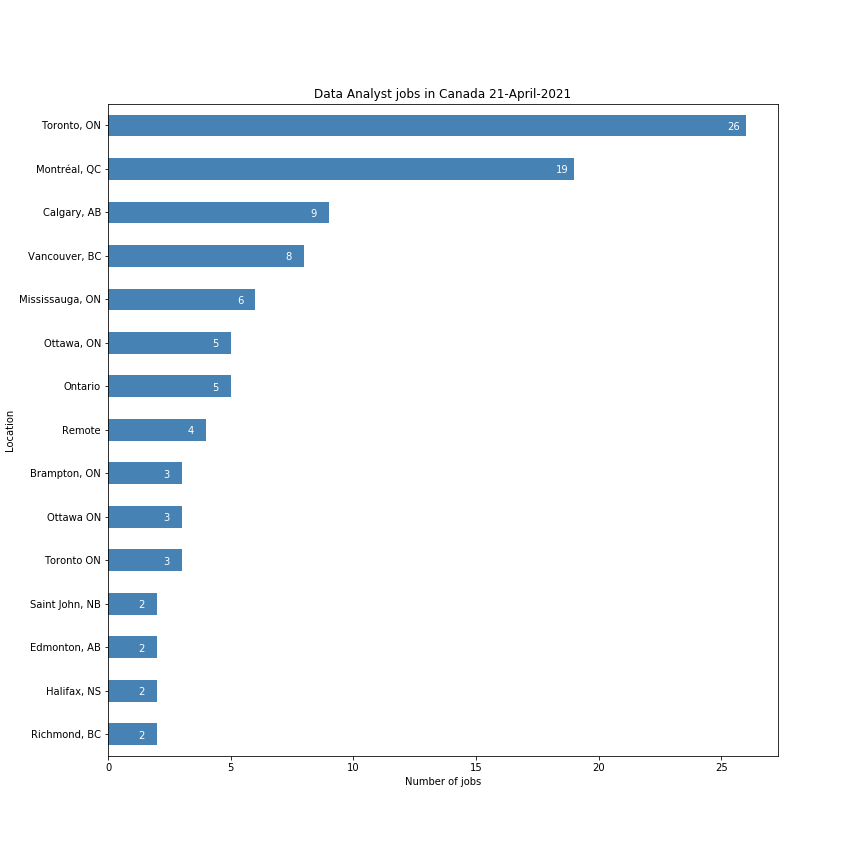 Data Analyst jobs in Canada 21-April-2021
Toronto, ON 26
Montréal, QC 19
Calgary, AB 9
Vancouver, BC 8
Mississauga, ON 6
Ottawa, ON 5
Ontario 5
Remote 4
Brampton, ON 3
Ottawa ON 3
Toronto ON 3
Saint John, NB 2
Edmonton, AB 2
Halifax, NS 2
Richmond, BC 2
Location
0 5 10 15 20 25
Number of jobs